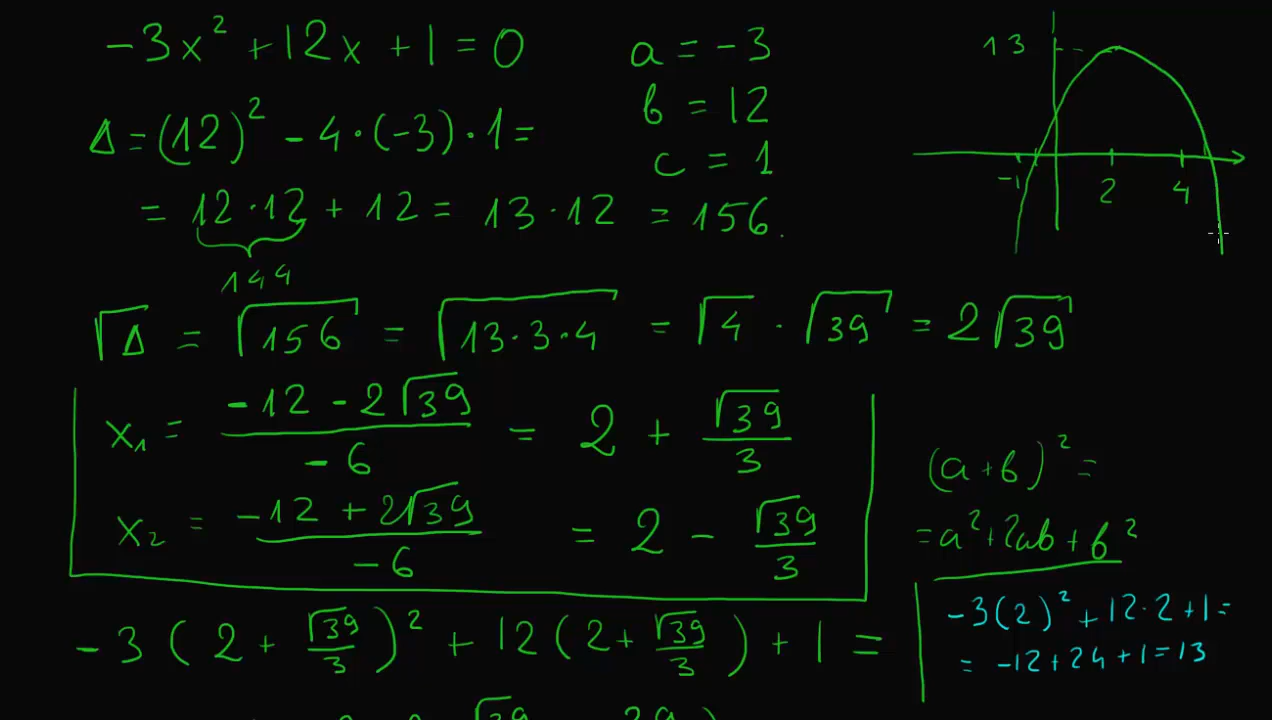 -3x² + 12x + 1 = 0
a = -3
b = 12
c = 1
Δ = (12)² - 4·(-3)·1 =
= 12·12 + 12 = 13·12 = 156.
144
√Δ = √156 = √13·3·4 = √4 · √39 = 2√39
x₁ = (-12 - 2√39)/-6 = 2 + √39/3
x₂ = (-12 + 2√39)/-6 = 2 - √39/3
-3(2 + √39/3)² + 12(2 + √39/3) + 1 =
13
-1 2 4
(a+b)² =
= a² + 2ab + b²
-3(2)² + 12·2 + 1 =
= -12 + 24 + 1 = 13